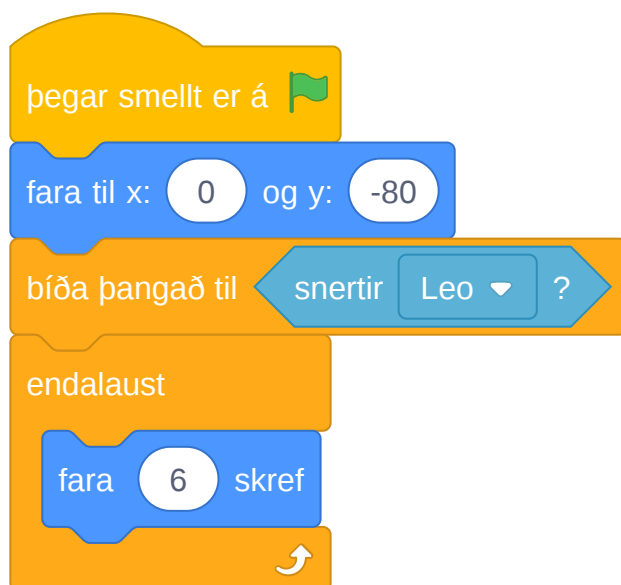 þegar smellt er á
fara til x: 0 og y: -80
bíða þangað til snertir Leo ?
endalaust
fara 6 skref